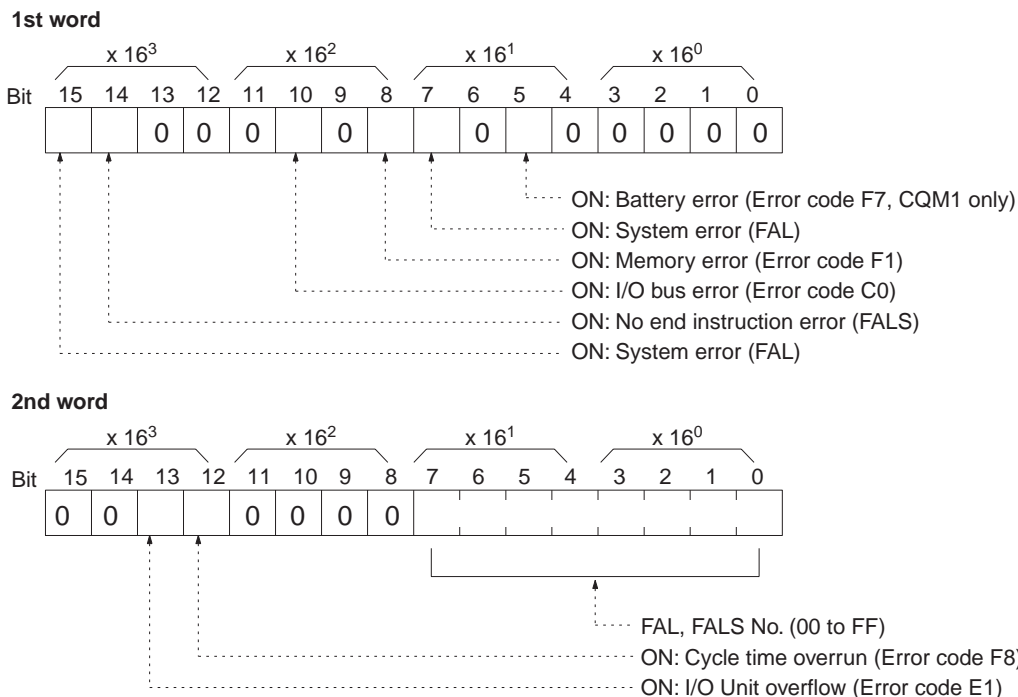 1st word
x 16³ x 16² x 16¹ x 16⁰
Bit 15 14 13 12 11 10 9 8 7 6 5 4 3 2 1 0
0 0 0 0 0 0 0 0 0 0
ON: Battery error (Error code F7, CQM1 only)
ON: System error (FAL)
ON: Memory error (Error code F1)
ON: I/O bus error (Error code C0)
ON: No end instruction error (FALS)
ON: System error (FAL)
2nd word
x 16³ x 16² x 16¹ x 16⁰
Bit 15 14 13 12 11 10 9 8 7 6 5 4 3 2 1 0
0 0 0 0 0 0
FAL, FALS No. (00 to FF)
ON: Cycle time overrun (Error code F8)
ON: I/O Unit overflow (Error code E1)